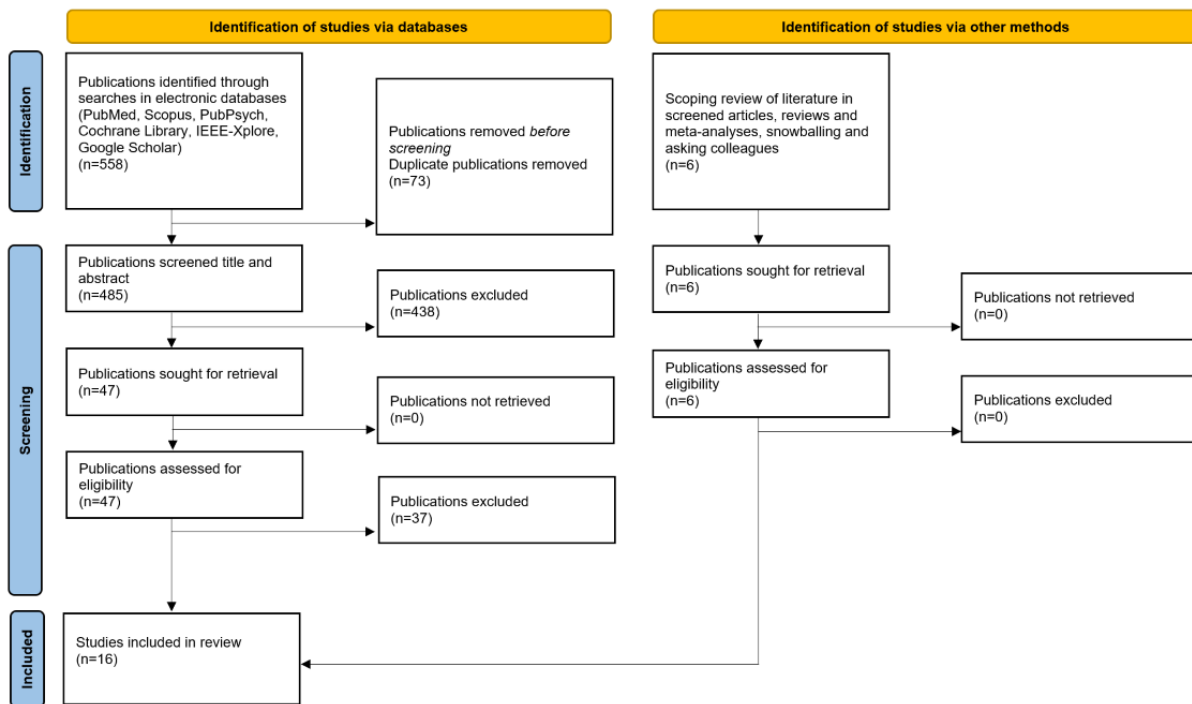 Identification of studies via databases
Identification of studies via other methods
Identification
Publications identified through
searches in electronic databases
(PubMed, Scopus, PubPsych,
Cochrane Library, IEEE-Xplore,
Google Scholar)
(n=558)
Publications removed before
screening
Duplicate publications removed
(n=73)
Scoping review of literature in
screened articles, reviews and
meta-analyses, snowballing and
asking colleagues
(n=6)
Screening
Publications screened title and
abstract
(n=485)
Publications excluded
(n=438)
Publications sought for retrieval
(n=47)
Publications not retrieved
(n=0)
Publications assessed for
eligibility
(n=47)
Publications excluded
(n=37)
Publications sought for retrieval
(n=6)
Publications not retrieved
(n=0)
Publications assessed for
eligibility
(n=6)
Publications excluded
(n=0)
Included
Studies included in review
(n=16)